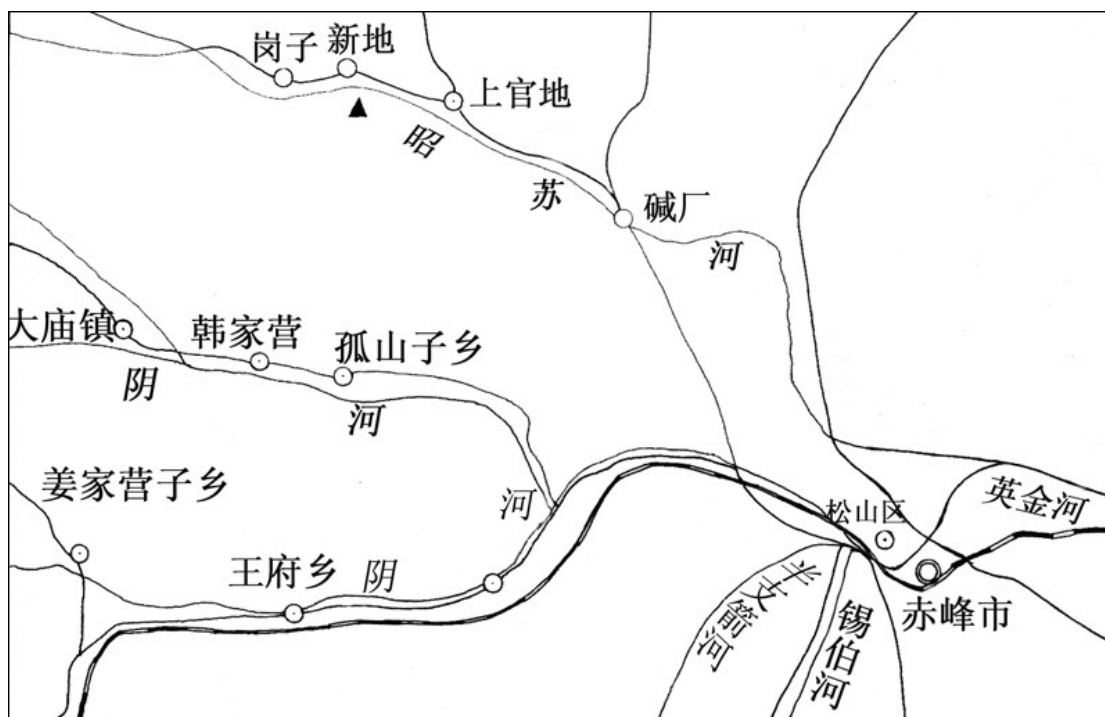 岗子
新地
上官地
昭
苏
河
碱厂
大庙镇
韩家营
孤山子乡
阴
河
姜家营子乡
河
阴
王府乡
松山区
英金河
赤峰市
半支箭河
锡伯河